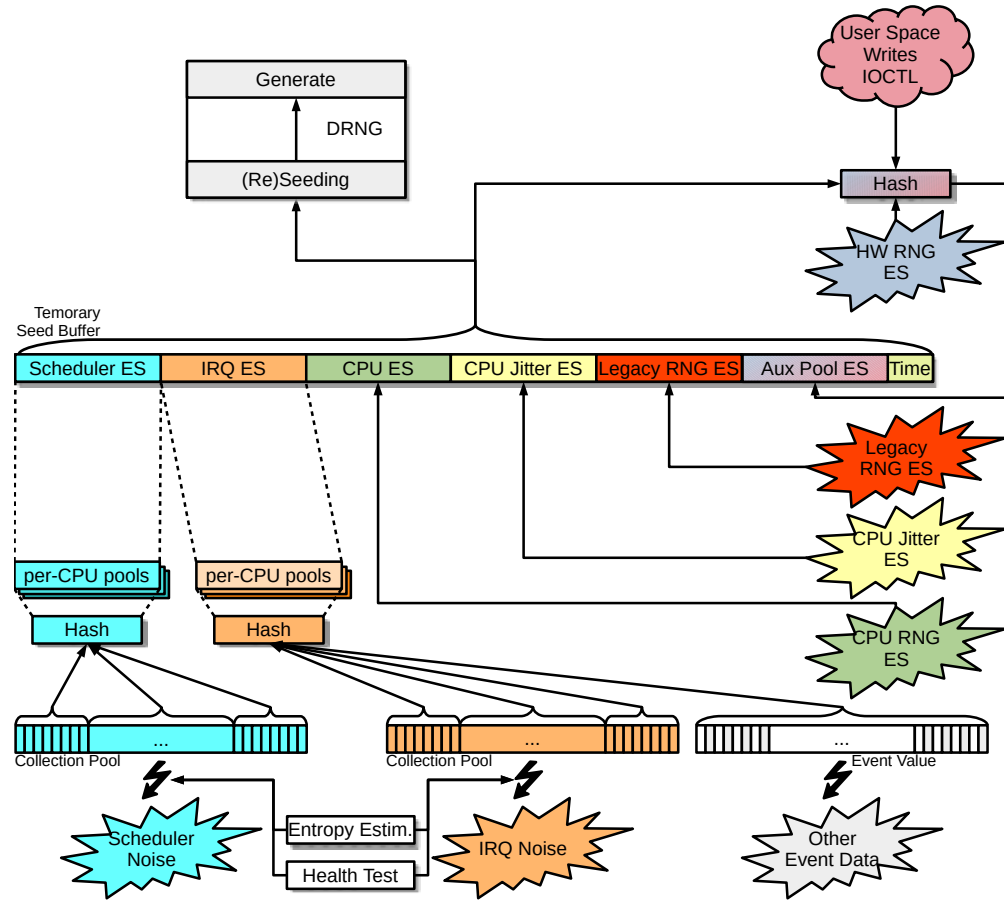 User Space
Writes
IOCTL
Generate
DRNG
(Re)Seeding
Hash
HW RNG
ES
Temorary
Seed Buffer
Scheduler ES
IRQ ES
CPU ES
CPU Jitter ES
Legacy RNG ES
Aux Pool ES
Time
Legacy
RNG ES
CPU Jitter
ES
per-CPU pools
per-CPU pools
Hash
Hash
CPU RNG
ES
...
...
...
Collection Pool
Collection Pool
Event Value
Scheduler
Noise
Entropy Estim.
Health Test
IRQ Noise
Other
Event Data